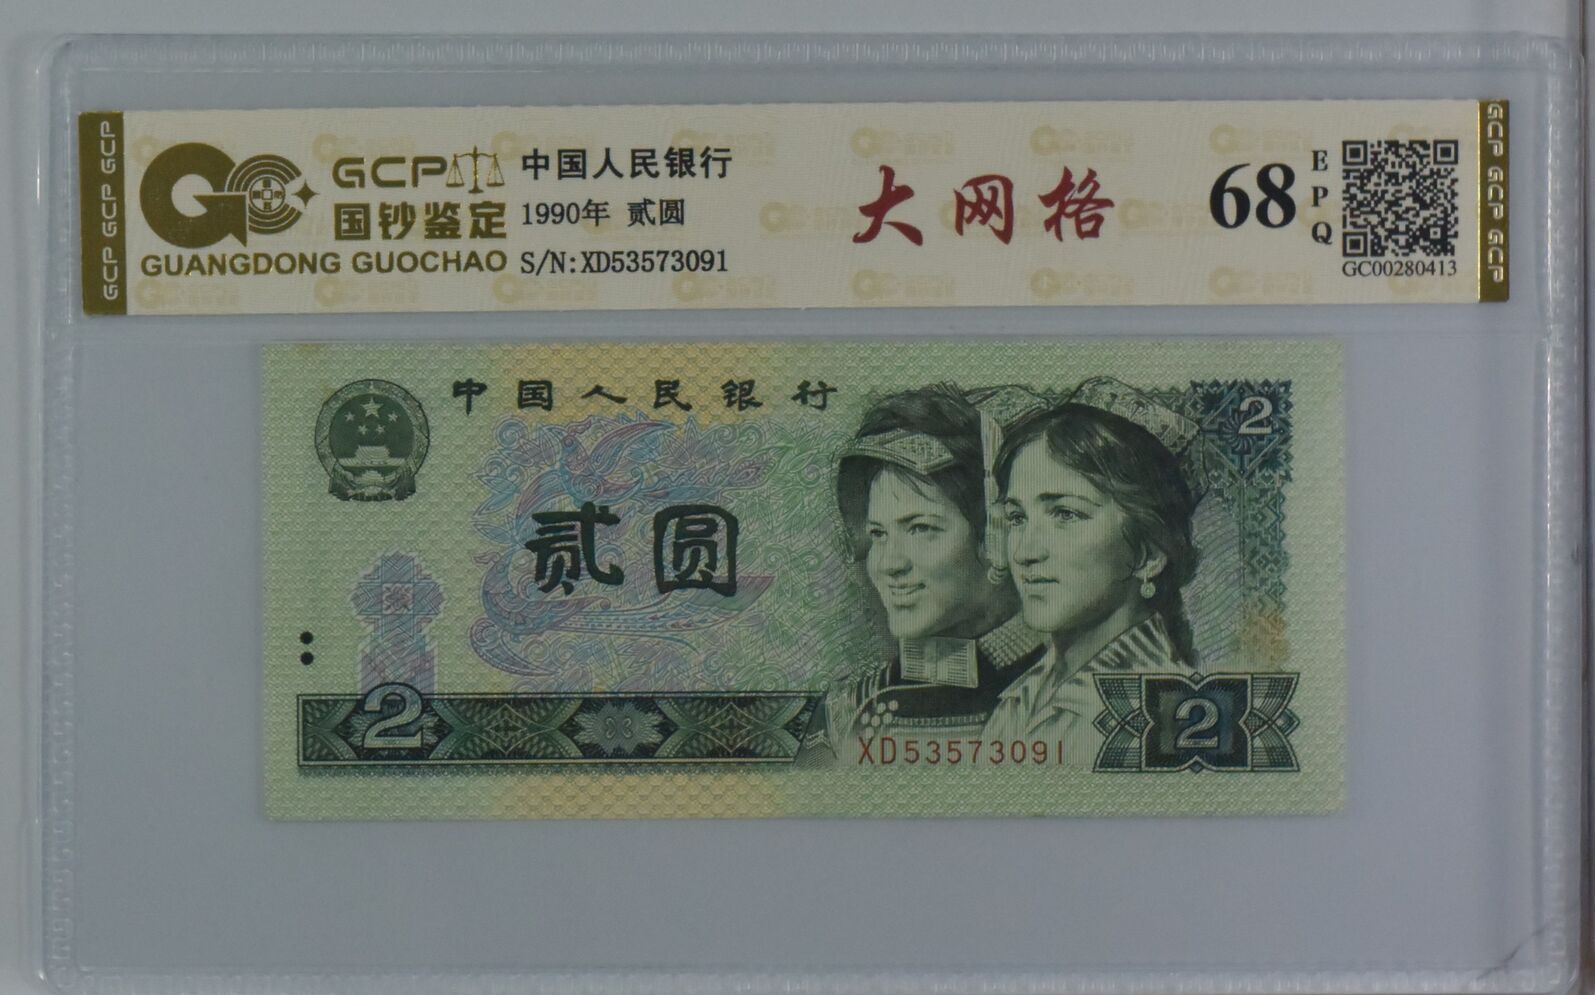 GCP GCP GCP
GCP
国钞鉴定
GUANGDONG GUOCHAO
中国人民银行
1990年 贰圆
S/N:XD53573091
大网格
68
EPQ
GC00280413
GCP GCP GCP
中国人民银行
2
贰圆
2
XD53573091
2